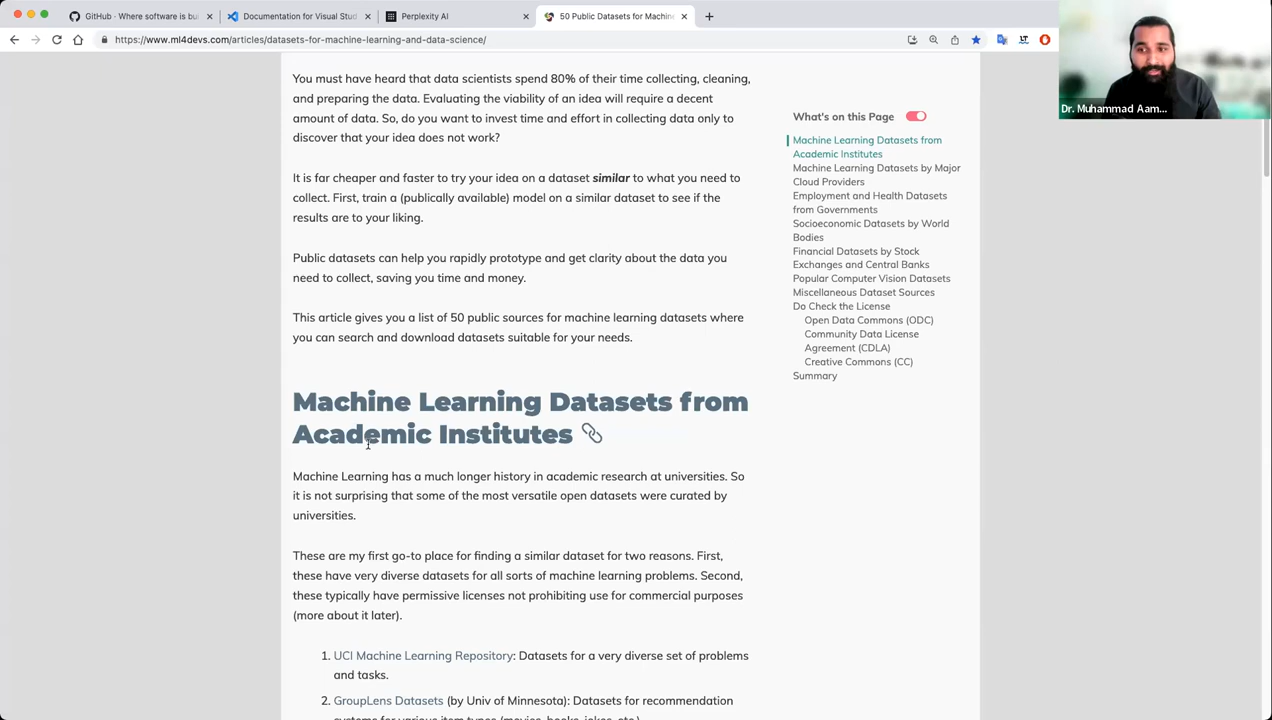 GitHub · Where software is bui
Documentation for Visual Stud
Perplexity AI
50 Public Datasets for Machin
https://www.ml4devs.com/articles/datasets-for-machine-learning-and-data-science/
Dr. Muhammad Aam...
You must have heard that data scientists spend 80% of their time collecting, cleaning,
and preparing the data. Evaluating the viability of an idea will require a decent
amount of data. So, do you want to invest time and effort in collecting data only to
discover that your idea does not work?
It is far cheaper and faster to try your idea on a dataset similar to what you need to
collect. First, train a (publically available) model on a similar dataset to see if the
results are to your liking.
Public datasets can help you rapidly prototype and get clarity about the data you
need to collect, saving you time and money.
This article gives you a list of 50 public sources for machine learning datasets where
you can search and download datasets suitable for your needs.
Machine Learning Datasets from
Academic Institutes
Machine Learning has a much longer history in academic research at universities. So
it is not surprising that some of the most versatile open datasets were curated by
universities.
These are my first go-to place for finding a similar dataset for two reasons. First,
these have very diverse datasets for all sorts of machine learning problems. Second,
these typically have permissive licenses not prohibiting use for commercial purposes
(more about it later).
1. UCI Machine Learning Repository: Datasets for a very diverse set of problems
and tasks.
2. GroupLens Datasets (by Univ of Minnesota): Datasets for recommendation
systems for various item types (movies, books, jokes, etc.)
What's on this Page
Machine Learning Datasets from
Academic Institutes
Machine Learning Datasets by Major
Cloud Providers
Employment and Health Datasets
from Governments
Socioeconomic Datasets by World
Bodies
Financial Datasets by Stock
Exchanges and Central Banks
Popular Computer Vision Datasets
Miscellaneous Dataset Sources
Do Check the License
Open Data Commons (ODC)
Community Data License
Agreement (CDLA)
Creative Commons (CC)
Summary